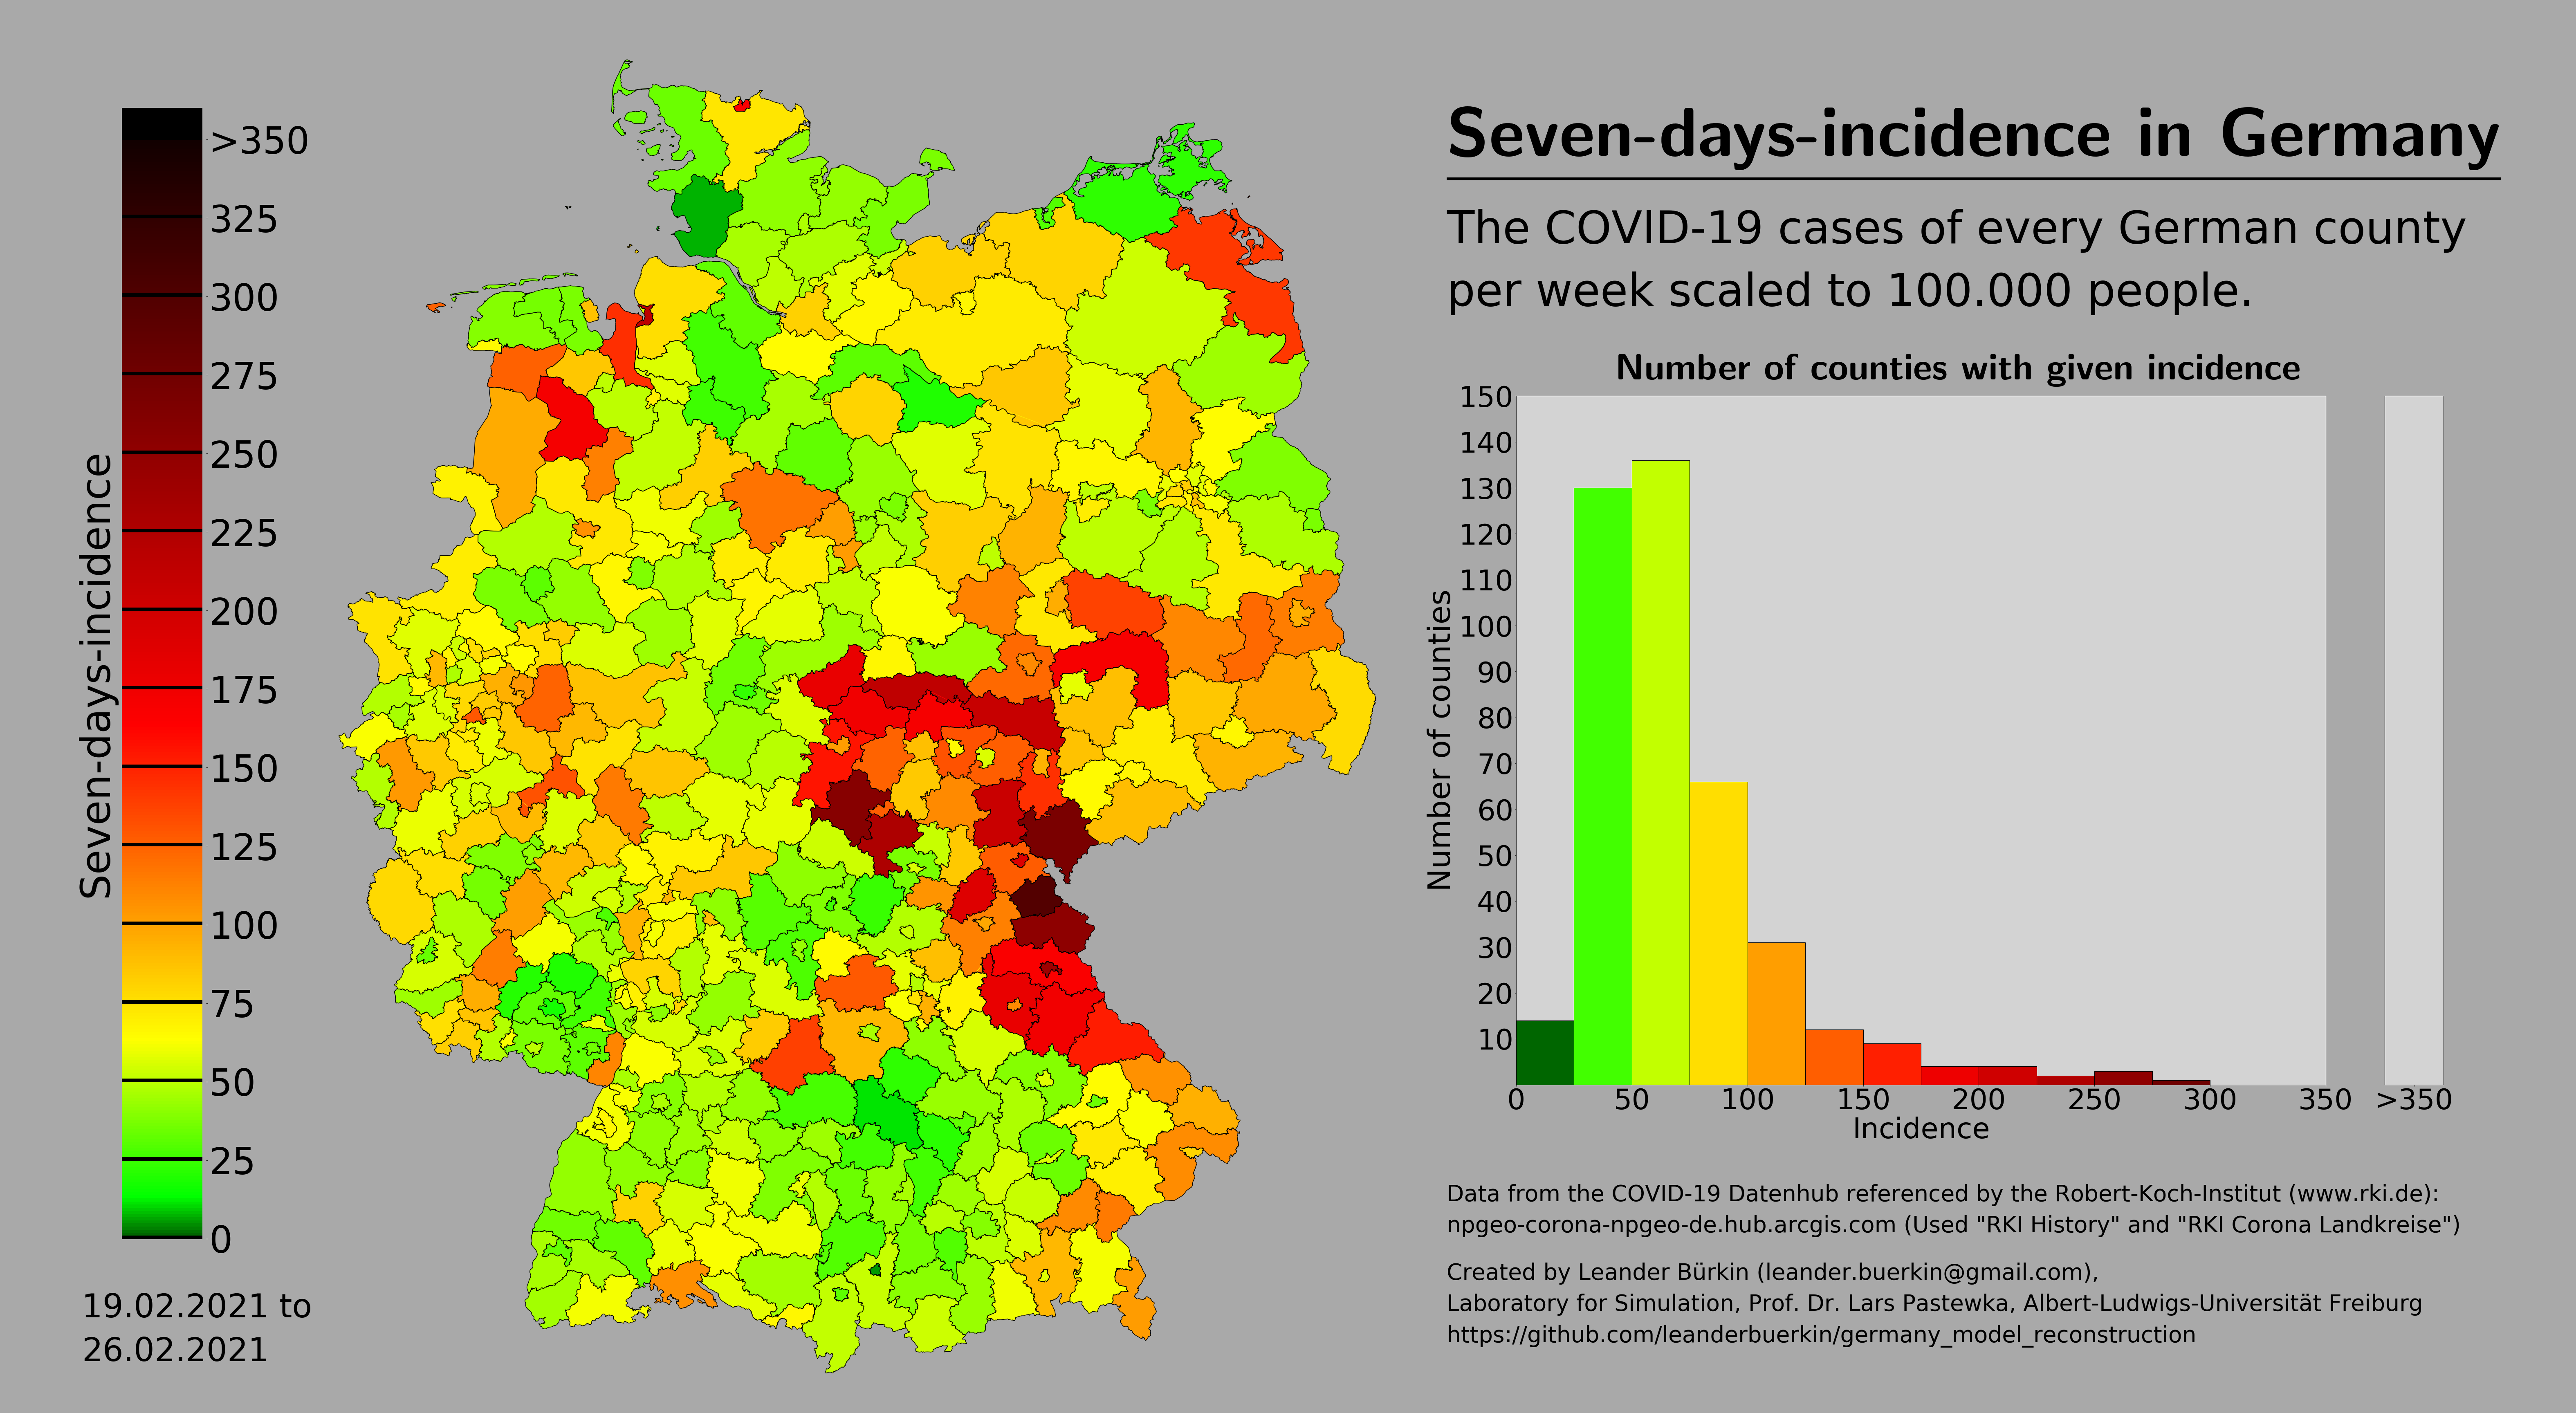 Seven-days-incidence in Germany
The COVID-19 cases of every German county
per week scaled to 100.000 people.
Seven-days-incidence
>350
325
300
275
250
225
200
175
150
125
100
75
50
25
0
19.02.2021 to
26.02.2021
Number of counties with given incidence
Number of counties
150
140
130
120
110
100
90
80
70
60
50
40
30
20
10
0 50 100 150 200 250 300 350 >350
Incidence
Data from the COVID-19 Datenhub referenced by the Robert-Koch-Institut (www.rki.de):
npgeo-corona-npgeo-de.hub.arcgis.com (Used "RKI History" and "RKI Corona Landkreise")
Created by Leander Bürkin (leander.buerkin@gmail.com),
Laboratory for Simulation, Prof. Dr. Lars Pastewka, Albert-Ludwigs-Universität Freiburg
https://github.com/leanderbuerkin/germany_model_reconstruction